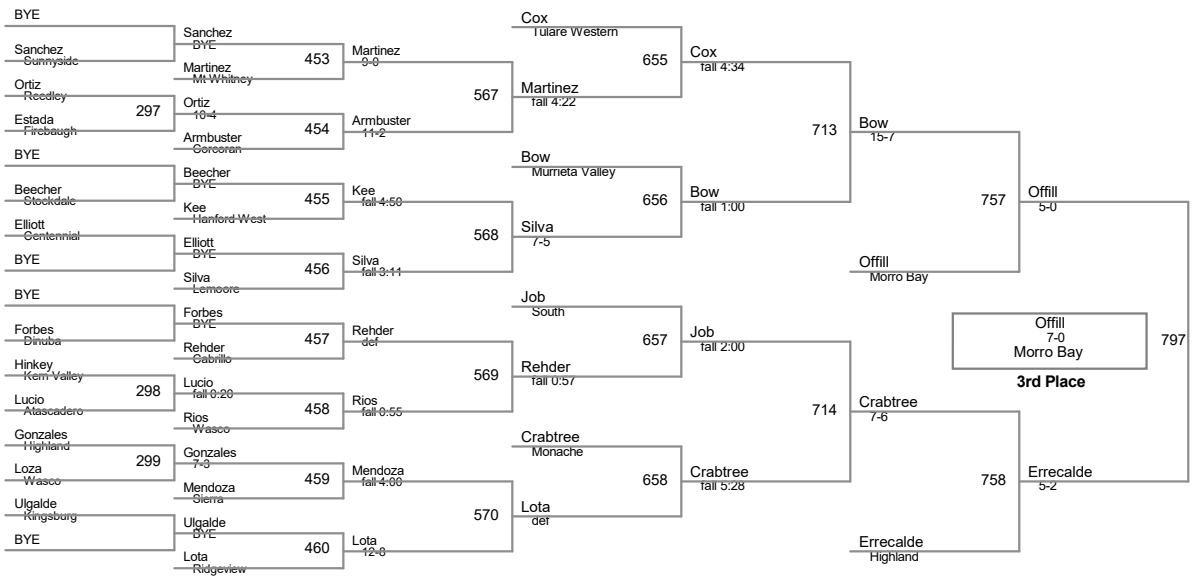 BYE
Sanchez
Sunnyside
Ortiz
Reedley
Estada
Firebaugh
BYE
Beecher
Stockdale
Elliott
Centennial
BYE
BYE
Forbes
Dinuba
Hinkey
Kern Valley
Lucio
Atascadero
Gonzales
Highland
Loza
Wasco
Ulgalde
Kingsburg
BYE
297
298
299
Sanchez
BYE
Martinez
Mt Whitney
Ortiz
10-4
Armbuster
Corcoran
Beecher
BYE
Kee
Hanford West
Elliott
BYE
Silva
Lemoore
Forbes
BYE
Rehder
Cabrillo
Lucio
fall 0:20
Rios
Wasco
Gonzales
7-3
Mendoza
Sierra
Ulgalde
BYE
Lota
Ridgeview
453
454
455
456
457
458
459
460
Martinez
9-0
Armbuster
11-2
Kee
fall 4:50
Silva
fall 3:11
Rehder
def
Rios
fall 0:55
Mendoza
fall 4:00
Lota
12-8
567
568
569
570
Cox
Tulare Western
Martinez
fall 4:22
Bow
Murrieta Valley
Silva
7-5
Job
South
Rehder
fall 0:57
Crabtree
Monache
Lota
def
655
656
657
658
Cox
fall 4:34
Bow
fall 1:00
Job
fall 2:00
Crabtree
fall 5:28
713
714
Bow
15-7
Offill
Morro Bay
Crabtree
7-6
Errecalde
Highland
757
758
Offill
5-0
Errecalde
5-2
797
Offill
7-0
Morro Bay
3rd Place